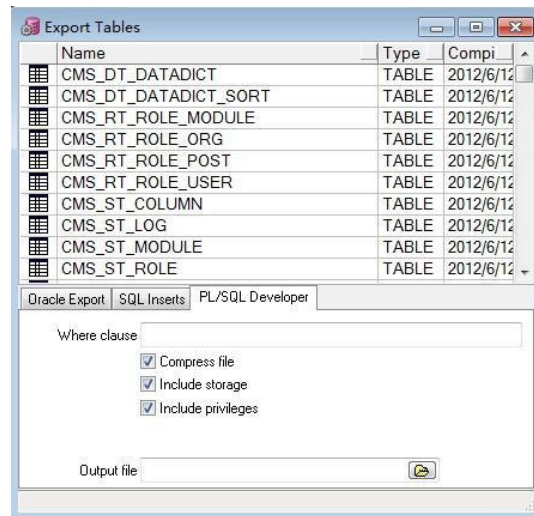 Export Tables
Name Type Compi
CMS_DT_DATADICT TABLE 2012/6/12
CMS_DT_DATADICT_SORT TABLE 2012/6/12
CMS_RT_ROLE_MODULE TABLE 2012/6/12
CMS_RT_ROLE_ORG TABLE 2012/6/12
CMS_RT_ROLE_POST TABLE 2012/6/12
CMS_RT_ROLE_USER TABLE 2012/6/12
CMS_ST_COLUMN TABLE 2012/6/12
CMS_ST_LOG TABLE 2012/6/12
CMS_ST_MODULE TABLE 2012/6/12
CMS_ST_ROLE TABLE 2012/6/12
Oracle Export SQL Inserts PL/SQL Developer
Where clause
Compress file
Include storage
Include privileges
Output file